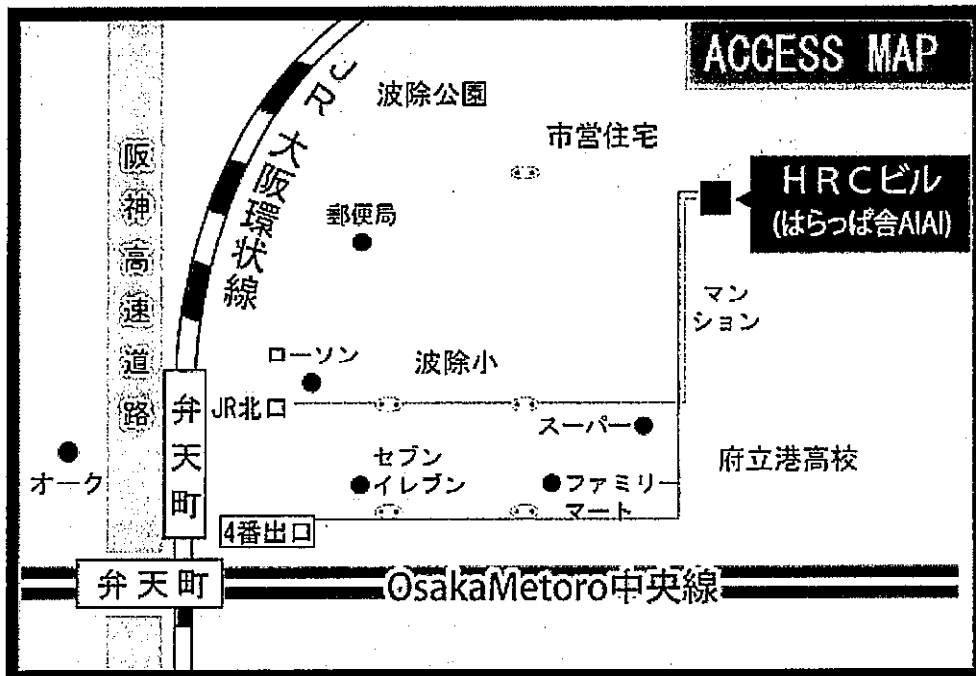 ACCESS MAP
JR 大阪環状線
波除公園
市営住宅
阪神高速道路
HRCビル
(はらっぱ舎AIAI)
郵便局
マン
ション
ローソン
波除小
弁天町
JR北口
スーパー
オーク
セブン
イレブン
ファミリ
マート
府立港高校
4番出口
弁天町
OsakaMetoro中央線